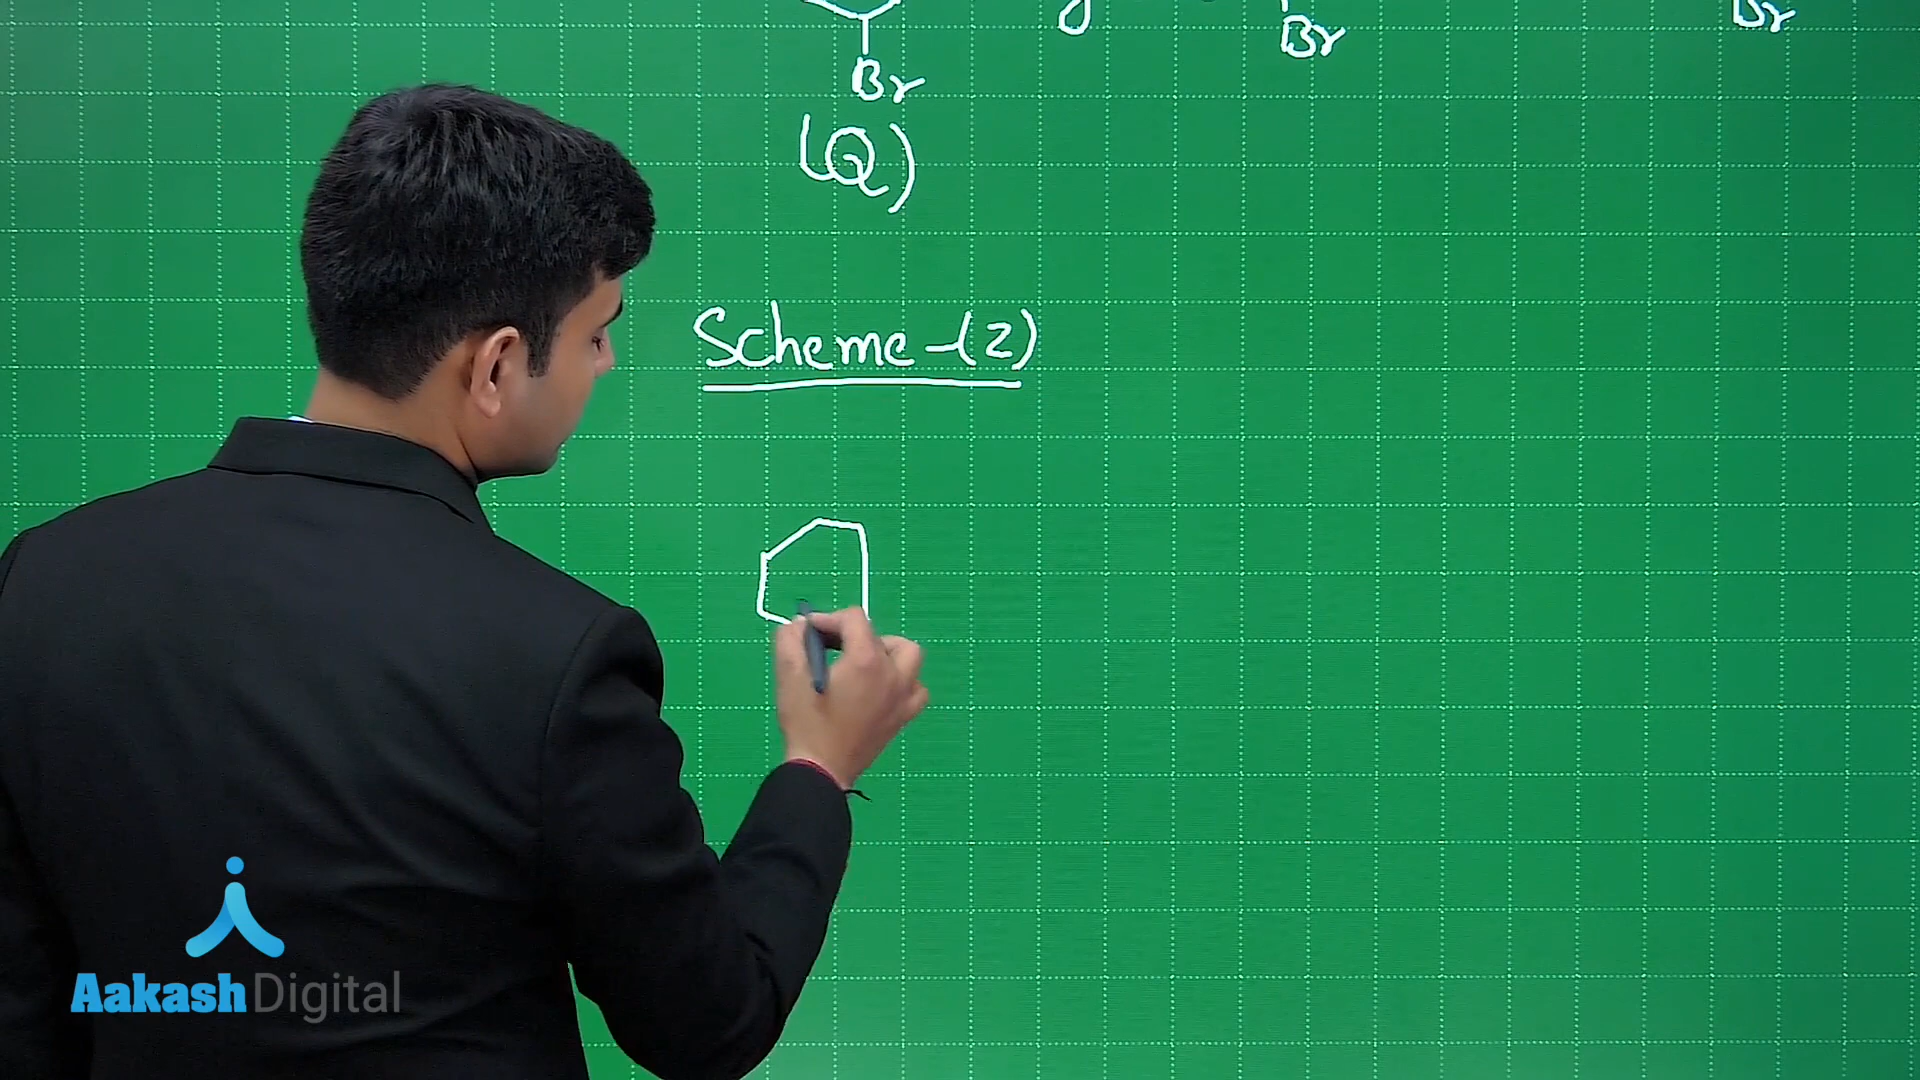 Br
Br
Br
(Q)
Scheme-(2)
Aakash Digital